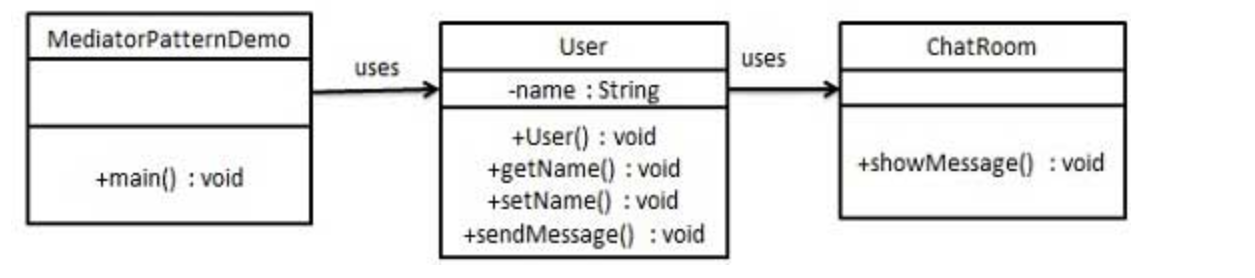 MediatorPatternDemo
+main() : void
uses
User
-name : String
+User() : void
+getName() : void
+setName() : void
+sendMessage() : void
uses
ChatRoom
+showMessage() : void